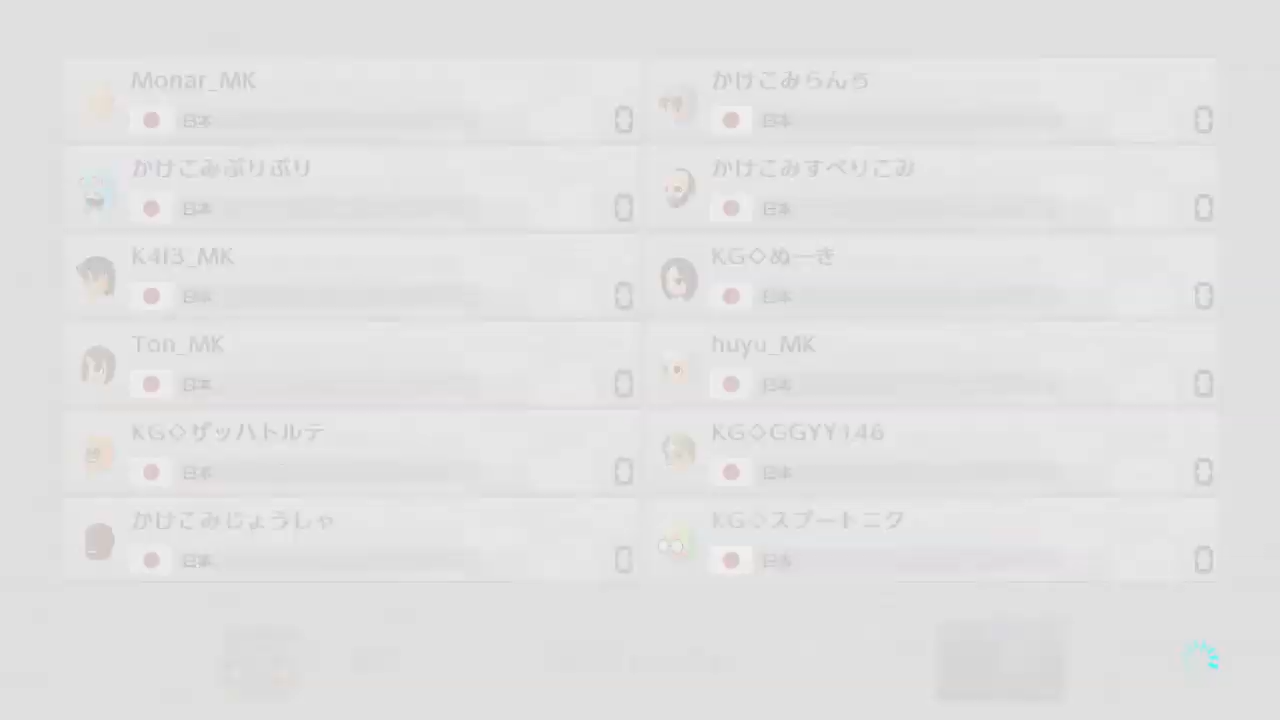 Monar_MK
日本 0
かけこみらんち
日本 0
かけこみぷりぷり
日本 0
かけこみすべりこみ
日本 0
K4f3_MK
日本 0
KG◇ぬーき
日本 0
Ton_MK
日本 0
huyu_MK
日本 0
KG◇ザッハトルテ
日本 0
KG◇GGYY146
日本 0
かけこみじょうしゃ
日本 0
KG◇スプートニク
日本 0